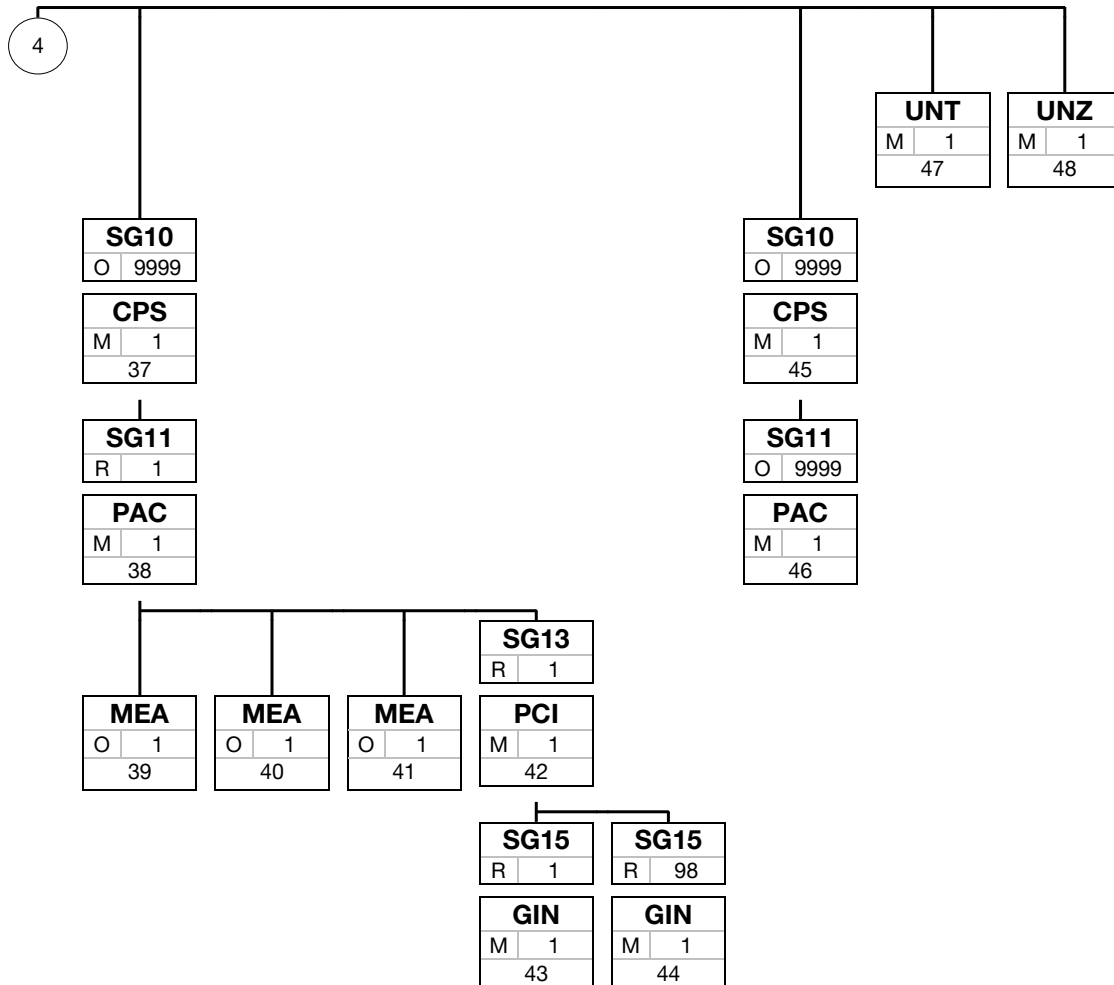 4
UNT
M 1
47
UNZ
M 1
48
SG10
O 9999
CPS
M 1
37
SG11
R 1
PAC
M 1
38
MEA
O 1
39
MEA
O 1
40
MEA
O 1
41
SG13
R 1
PCI
M 1
42
SG15
R 1
GIN
M 1
43
SG15
R 98
GIN
M 1
44
SG10
O 9999
CPS
M 1
45
SG11
O 9999
PAC
M 1
46